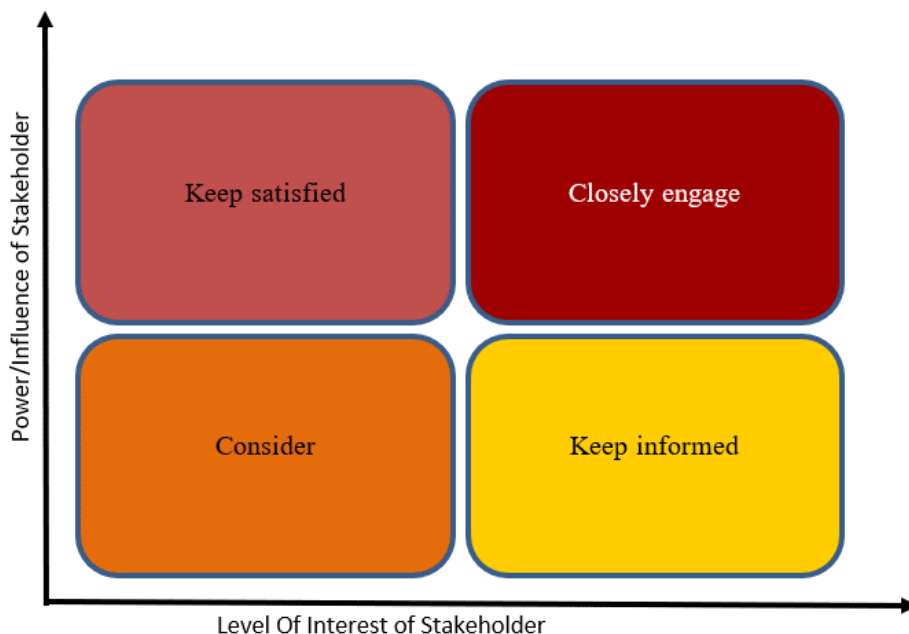 Power/Influence of Stakeholder
Keep satisfied
Closely engage
Consider
Keep informed
Level Of Interest of Stakeholder